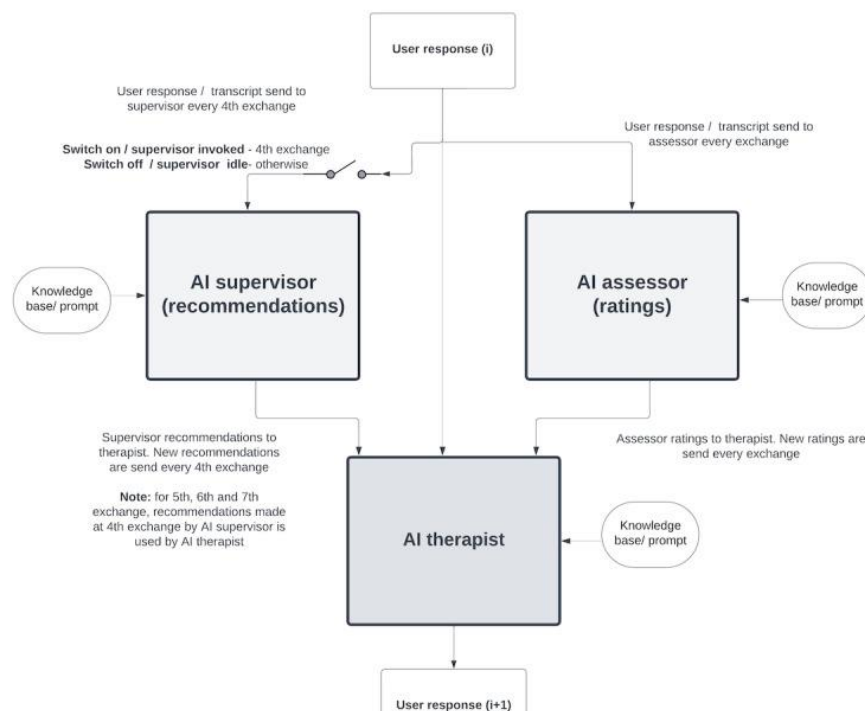 User response (i)
User response /  transcript send to
supervisor every 4th exchange
User response /  transcript send to
assessor every exchange
Switch on / supervisor invoked - 4th exchange
Switch off  / supervisor  idle- otherwise
AI supervisor
(recommendations)
AI assessor
(ratings)
Knowledge
base/ prompt
Knowledge
base/ prompt
Supervisor recommendations to
therapist. New recommendations
are send every 4th exchange
Note: for 5th, 6th and 7th
exchange, recommendations made
at 4th exchange by AI supervisor is
used by AI therapist
Assessor ratings to therapist. New ratings are
send every exchange
AI therapist
Knowledge
base/ prompt
User response (i+1)